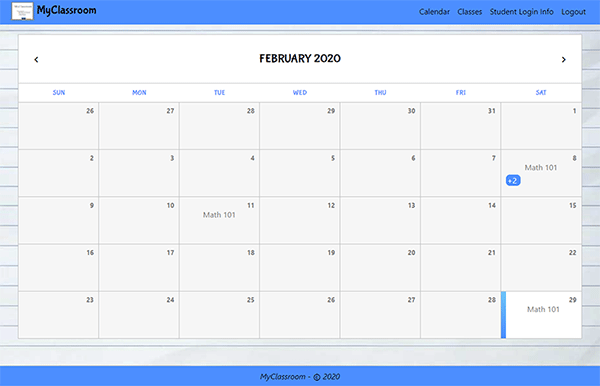 MyClassroom Calendar Classes Student Login Info Logout
‹ FEBRUARY 2020 ›
SUN MON TUE WED THU FRI SAT
26 27 28 29 30 31 1
2 3 4 5 6 7 8
Math 101
+2
9 10 11 12 13 14 15
Math 101
16 17 18 19 20 21 22
23 24 25 26 27 28 29
Math 101
MyClassroom - © 2020